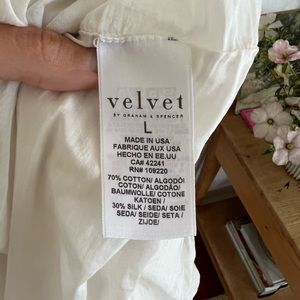 velvet
BY GRAHAM & SPENCER
L
MADE IN USA
FABRIQUE AUX USA
HECHO EN EE.UU
CA# 42241
RN# 109220
70% COTTON/ ALGODÓN
COTON/ ALGODÃO/
BAUMWOLLE/ COTONE
KATOEN /
30% SILK / SEDA/ SOIE
SEDA/ SEIDE/ SETA /
ZIJDE/